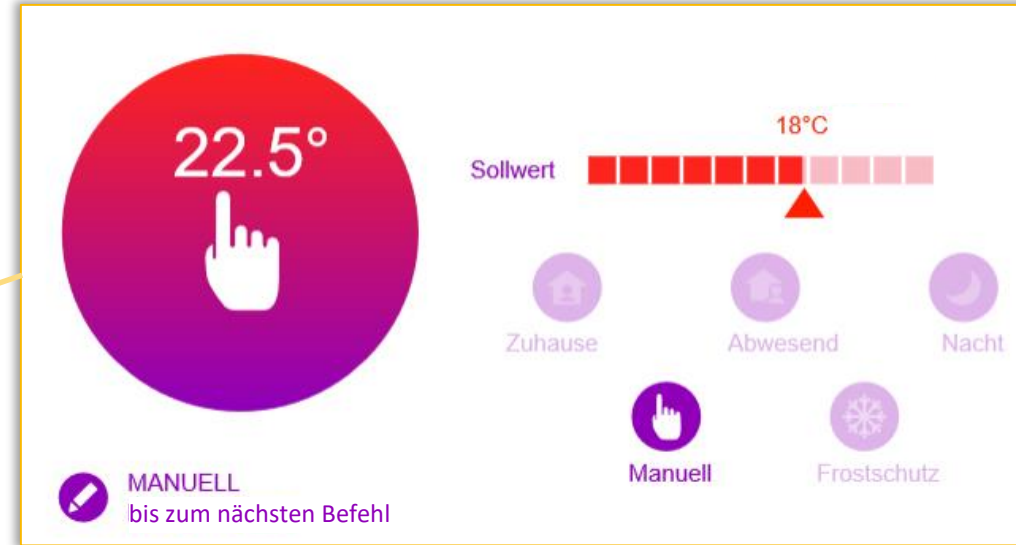 22.5°
18°C
Sollwert
Zuhause
Abwesend
Nacht
Manuell
Frostschutz
MANUELL
bis zum nächsten Befehl